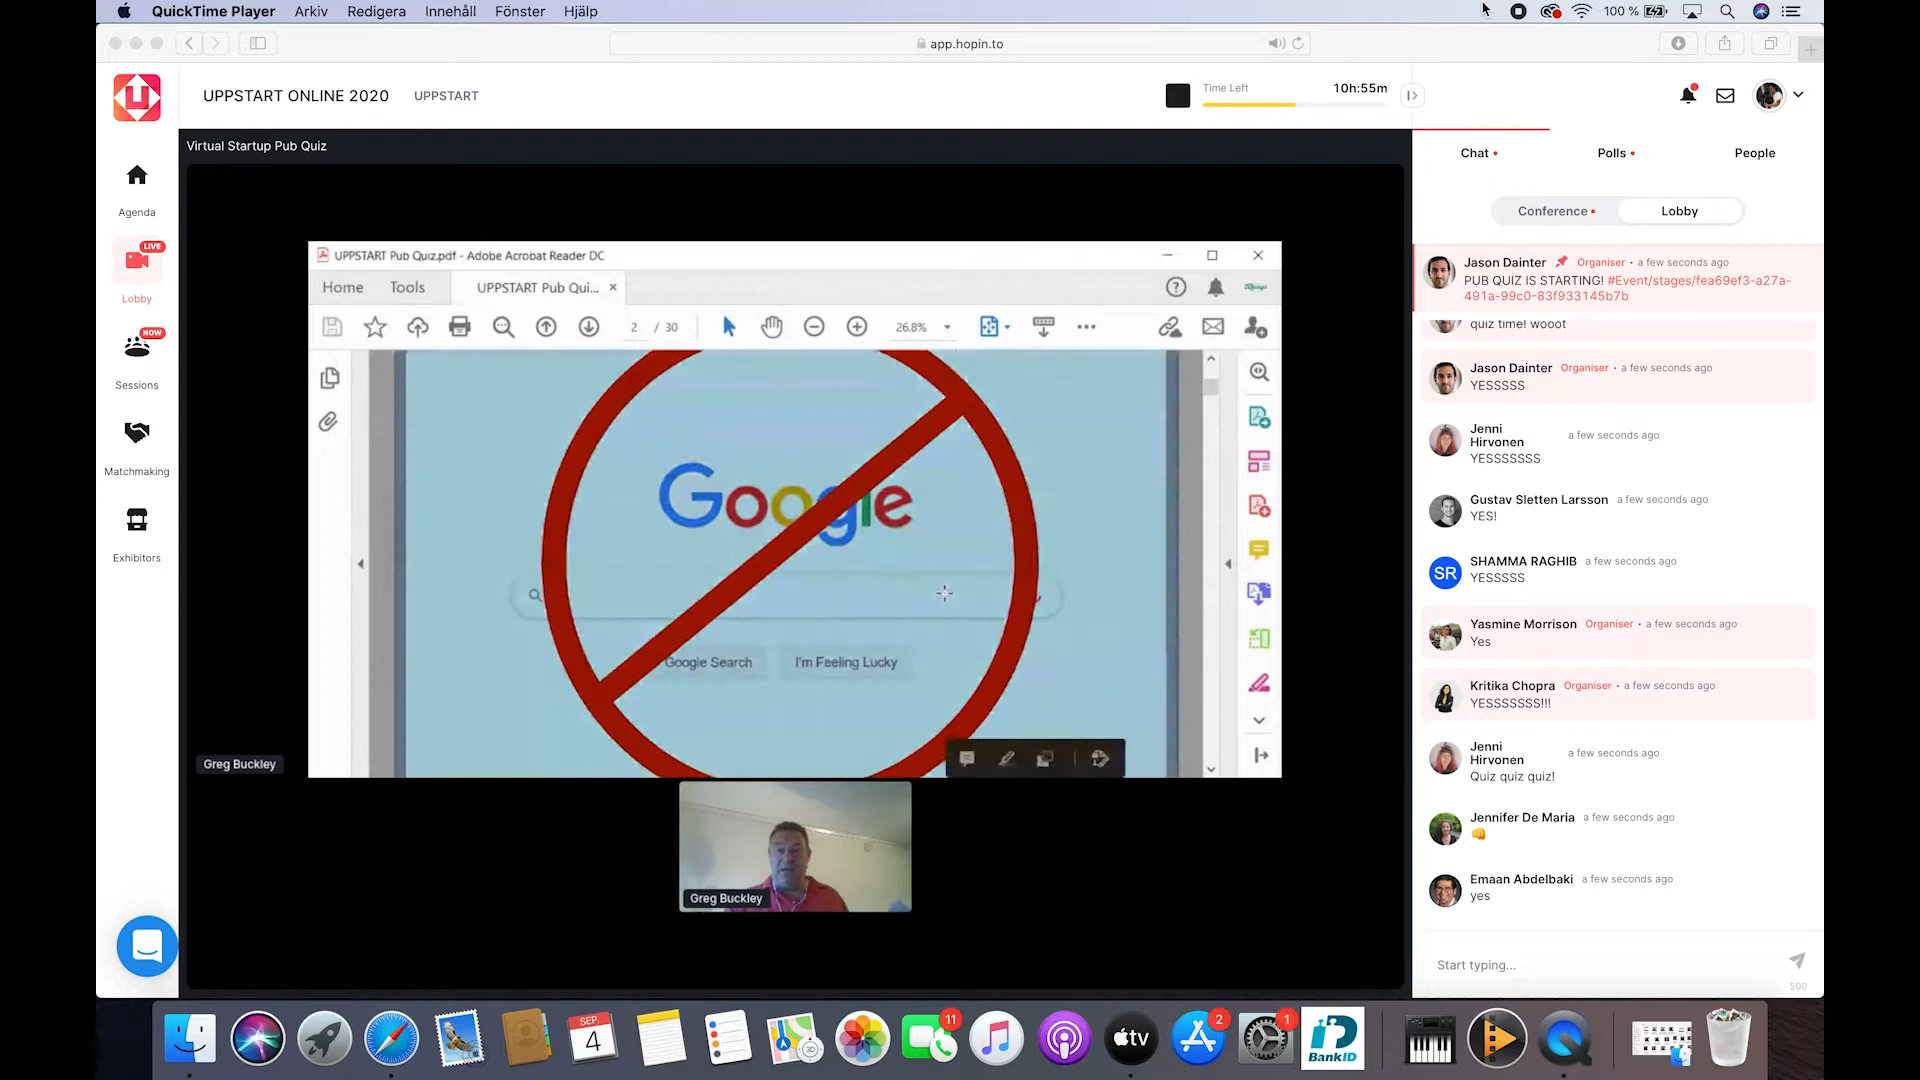 QuickTime Player Arkiv Redigera Innehåll Fönster Hjälp
100 %
app.hopin.to
UPPSTART ONLINE 2020 UPPSTART
Time Left 10h:55m
Virtual Startup Pub Quiz
Agenda
LIVE
Lobby
NOW
Sessions
Matchmaking
Exhibitors
UPPSTART Pub Quiz.pdf - Adobe Acrobat Reader DC
Home Tools UPPSTART Pub Qui...
2 / 30 26.8%
Google
Google Search I'm Feeling Lucky
Greg Buckley
Greg Buckley
Chat Polls People
Conference Lobby
Jason Dainter Organiser • a few seconds ago
PUB QUIZ IS STARTING! #Event/stages/fea69ef3-a27a-
491a-99c0-83f933145b7b
quiz time! wooot
Jason Dainter Organiser • a few seconds ago
YESSSSS
Jenni
Hirvonen a few seconds ago
YESSSSSSS
Gustav Sletten Larsson a few seconds ago
YES!
SR
SHAMMA RAGHIB a few seconds ago
YESSSSS
Yasmine Morrison Organiser • a few seconds ago
Yes
Kritika Chopra Organiser • a few seconds ago
YESSSSSSS!!!
Jenni
Hirvonen a few seconds ago
Quiz quiz quiz!
Jennifer De Maria a few seconds ago
Emaan Abdelbaki a few seconds ago
yes
Start typing...
500
SEP.
4
3D
11
tv
2
1
BankID